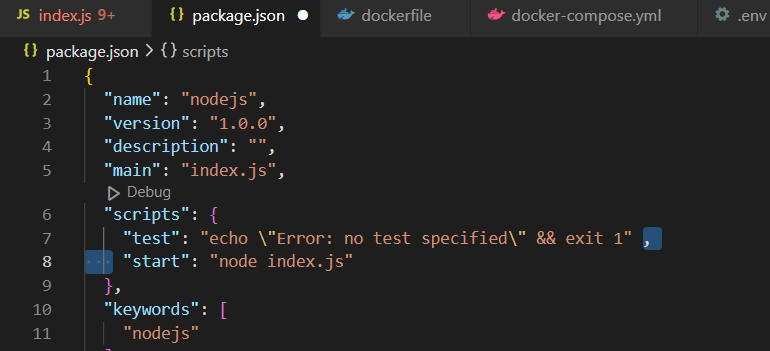 index.js 9+ package.json dockerfile docker-compose.yml .env
package.json > scripts
1 {
2 "name": "nodejs",
3 "version": "1.0.0",
4 "description": "",
5 "main": "index.js",
Debug
6 "scripts": {
7 "test": "echo \"Error: no test specified\" && exit 1" ,
8 "start": "node index.js"
9 },
10 "keywords": [
11 "nodejs"